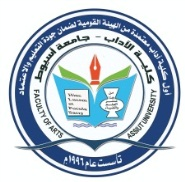 أول كلية آداب معتمدة من الهيئة القومية لضمان جودة التعليم والاعتماد
كلية الآداب - جامعة أسيوط
FACULTY OF ARTS
ASSIUT UNIVERSITY
تأسست عام ١٩٩٦م